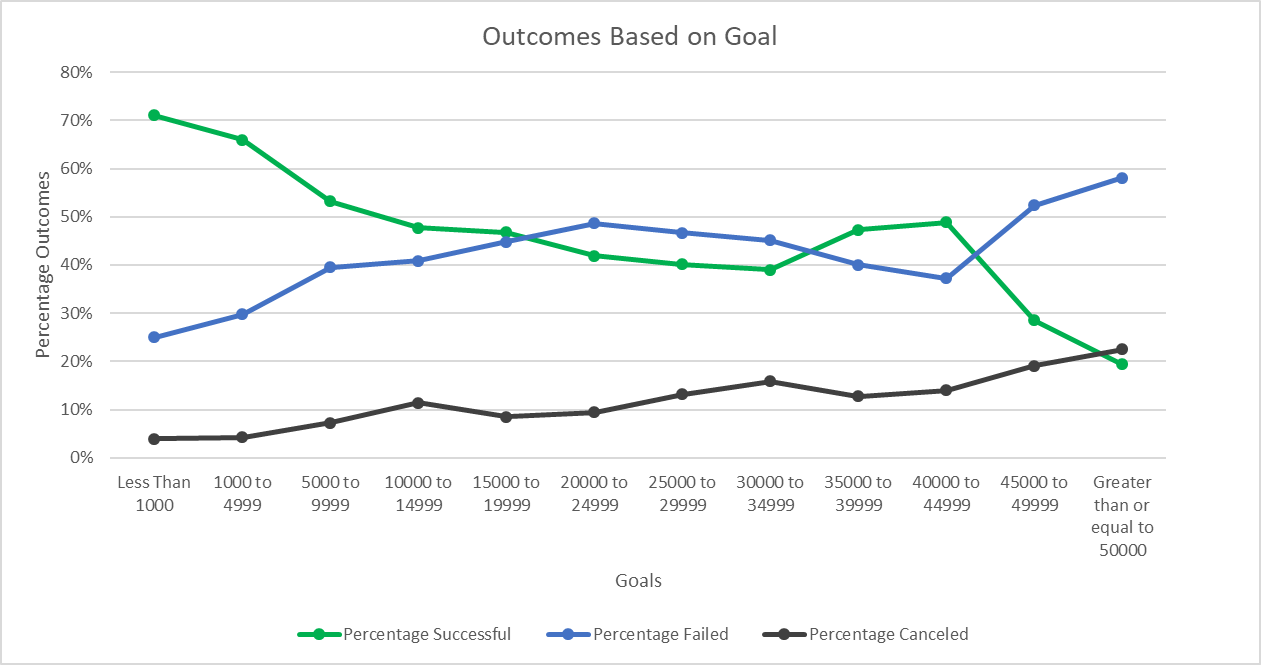 Outcomes Based on Goal
80%
70%
60%
50%
40%
30%
20%
10%
0%
Percentage Outcomes
Less Than
1000
1000 to
4999
5000 to
9999
10000 to
14999
15000 to
19999
20000 to
24999
25000 to
29999
30000 to
34999
35000 to
39999
40000 to
44999
45000 to
49999
Greater
than or
equal to
50000
Goals
Percentage Successful
Percentage Failed
Percentage Canceled